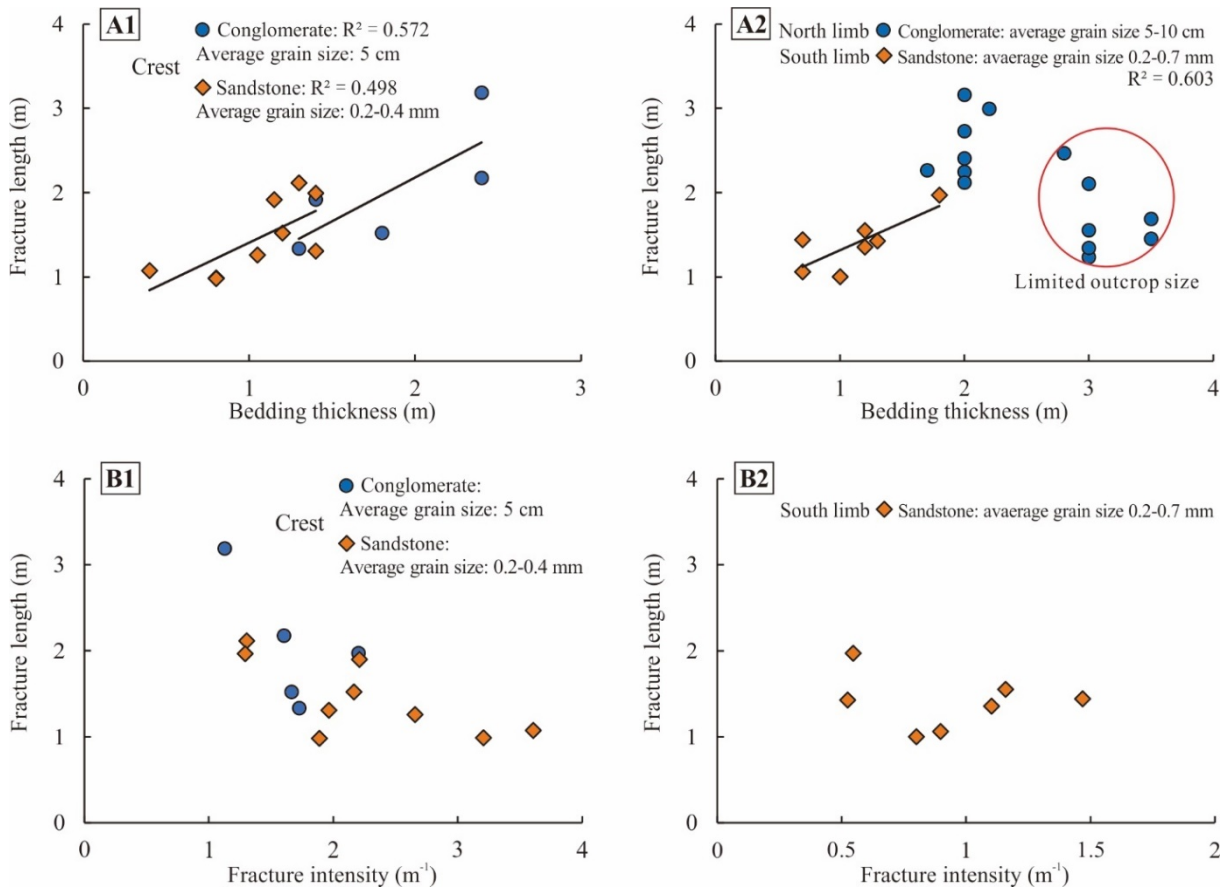 A1
Conglomerate: R² = 0.572
Average grain size: 5 cm
Crest
Sandstone: R² = 0.498
Average grain size: 0.2-0.4 mm
Fracture length (m)
4
3
2
1
0
0 1 2 3
Bedding thickness (m)
A2
North limb Conglomerate: average grain size 5-10 cm
South limb Sandstone: avaerage grain size 0.2-0.7 mm
R² = 0.603
Limited outcrop size
Fracture length (m)
4
3
2
1
0
0 1 2 3 4
Bedding thickness (m)
B1
Conglomerate:
Average grain size: 5 cm
Crest
Sandstone:
Average grain size: 0.2-0.4 mm
Fracture length (m)
4
3
2
1
0
0 1 2 3 4
Fracture intensity (m⁻¹)
B2
South limb Sandstone: avaerage grain size 0.2-0.7 mm
Fracture length (m)
4
3
2
1
0
0 0.5 1 1.5 2
Fracture intensity (m⁻¹)